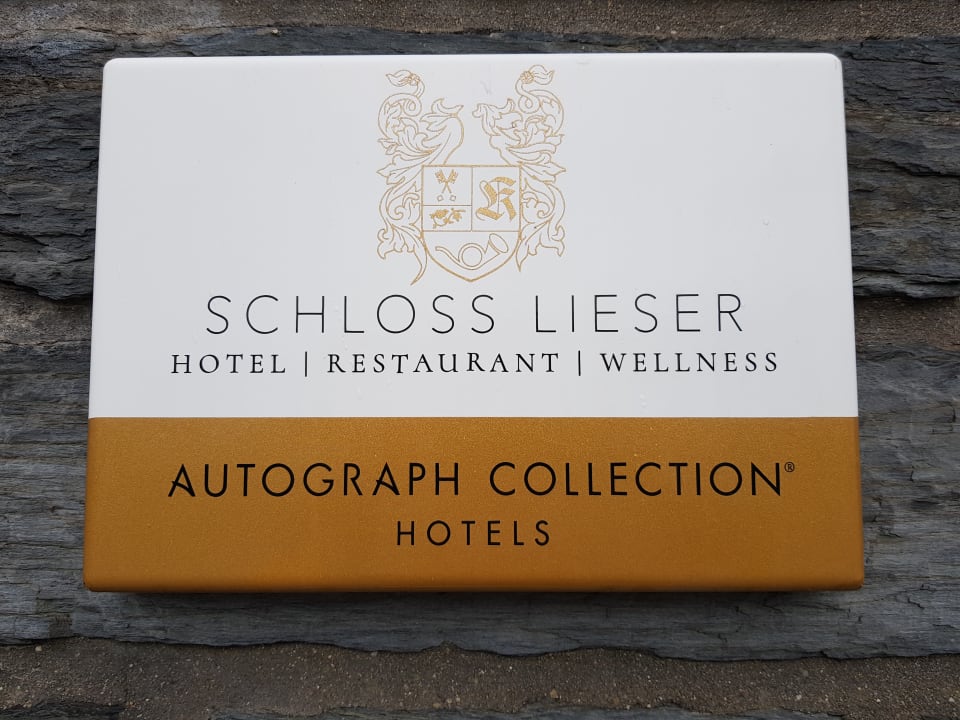 K
SCHLOSS LIESER
HOTEL | RESTAURANT | WELLNESS
AUTOGRAPH COLLECTION®
HOTELS